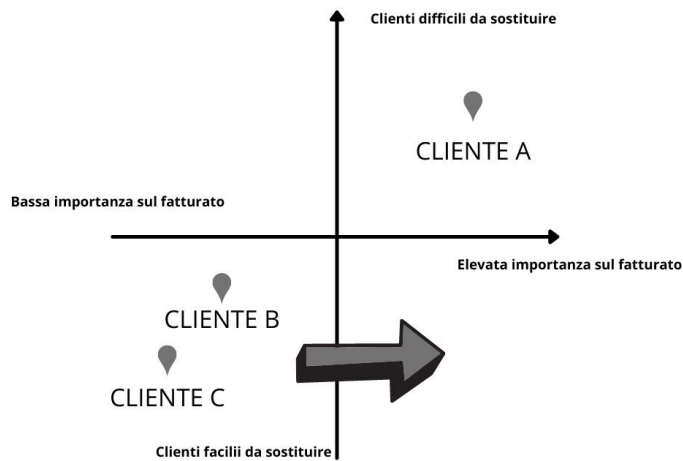 Clienti difficili da sostituire
CLIENTE A
Bassa importanza sul fatturato
Elevata importanza sul fatturato
CLIENTE B
CLIENTE C
Clienti facilii da sostituire